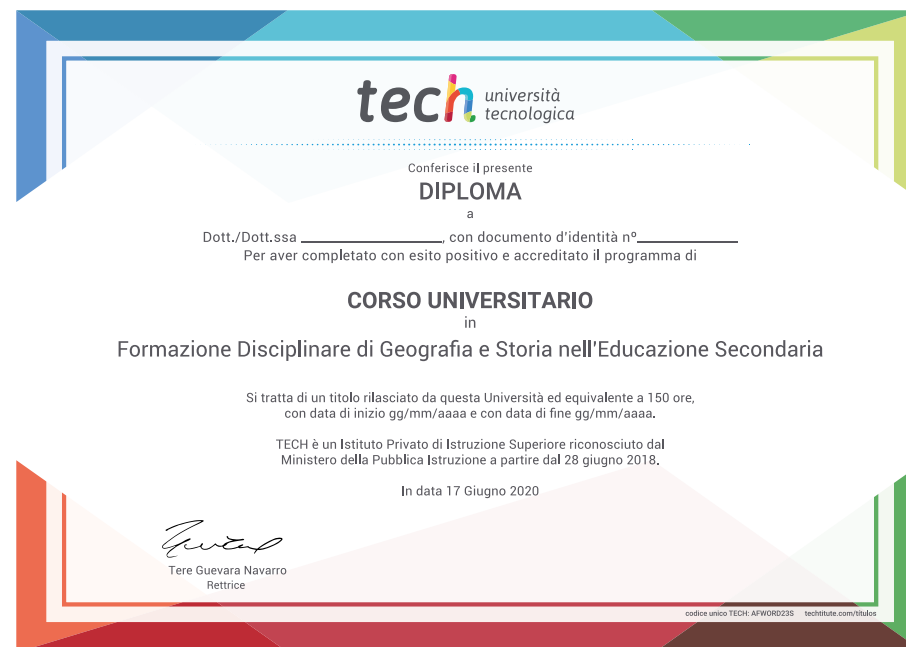 tech università
tecnologica
Conferisce il presente
DIPLOMA
a
Dott./Dott.ssa ____________________, con documento d'identità nº______________
Per aver completato con esito positivo e accreditato il programma di
CORSO UNIVERSITARIO
in
Formazione Disciplinare di Geografia e Storia nell'Educazione Secondaria
Si tratta di un titolo rilasciato da questa Università ed equivalente a 150 ore,
con data di inizio gg/mm/aaaa e con data di fine gg/mm/aaaa.
TECH è un Istituto Privato di Istruzione Superiore riconosciuto dal
Ministero della Pubblica Istruzione a partire dal 28 giugno 2018.
In data 17 Giugno 2020
Tere Guevara Navarro
Rettrice
codice unico TECH: AFWORD23S techtitute.com/titulos